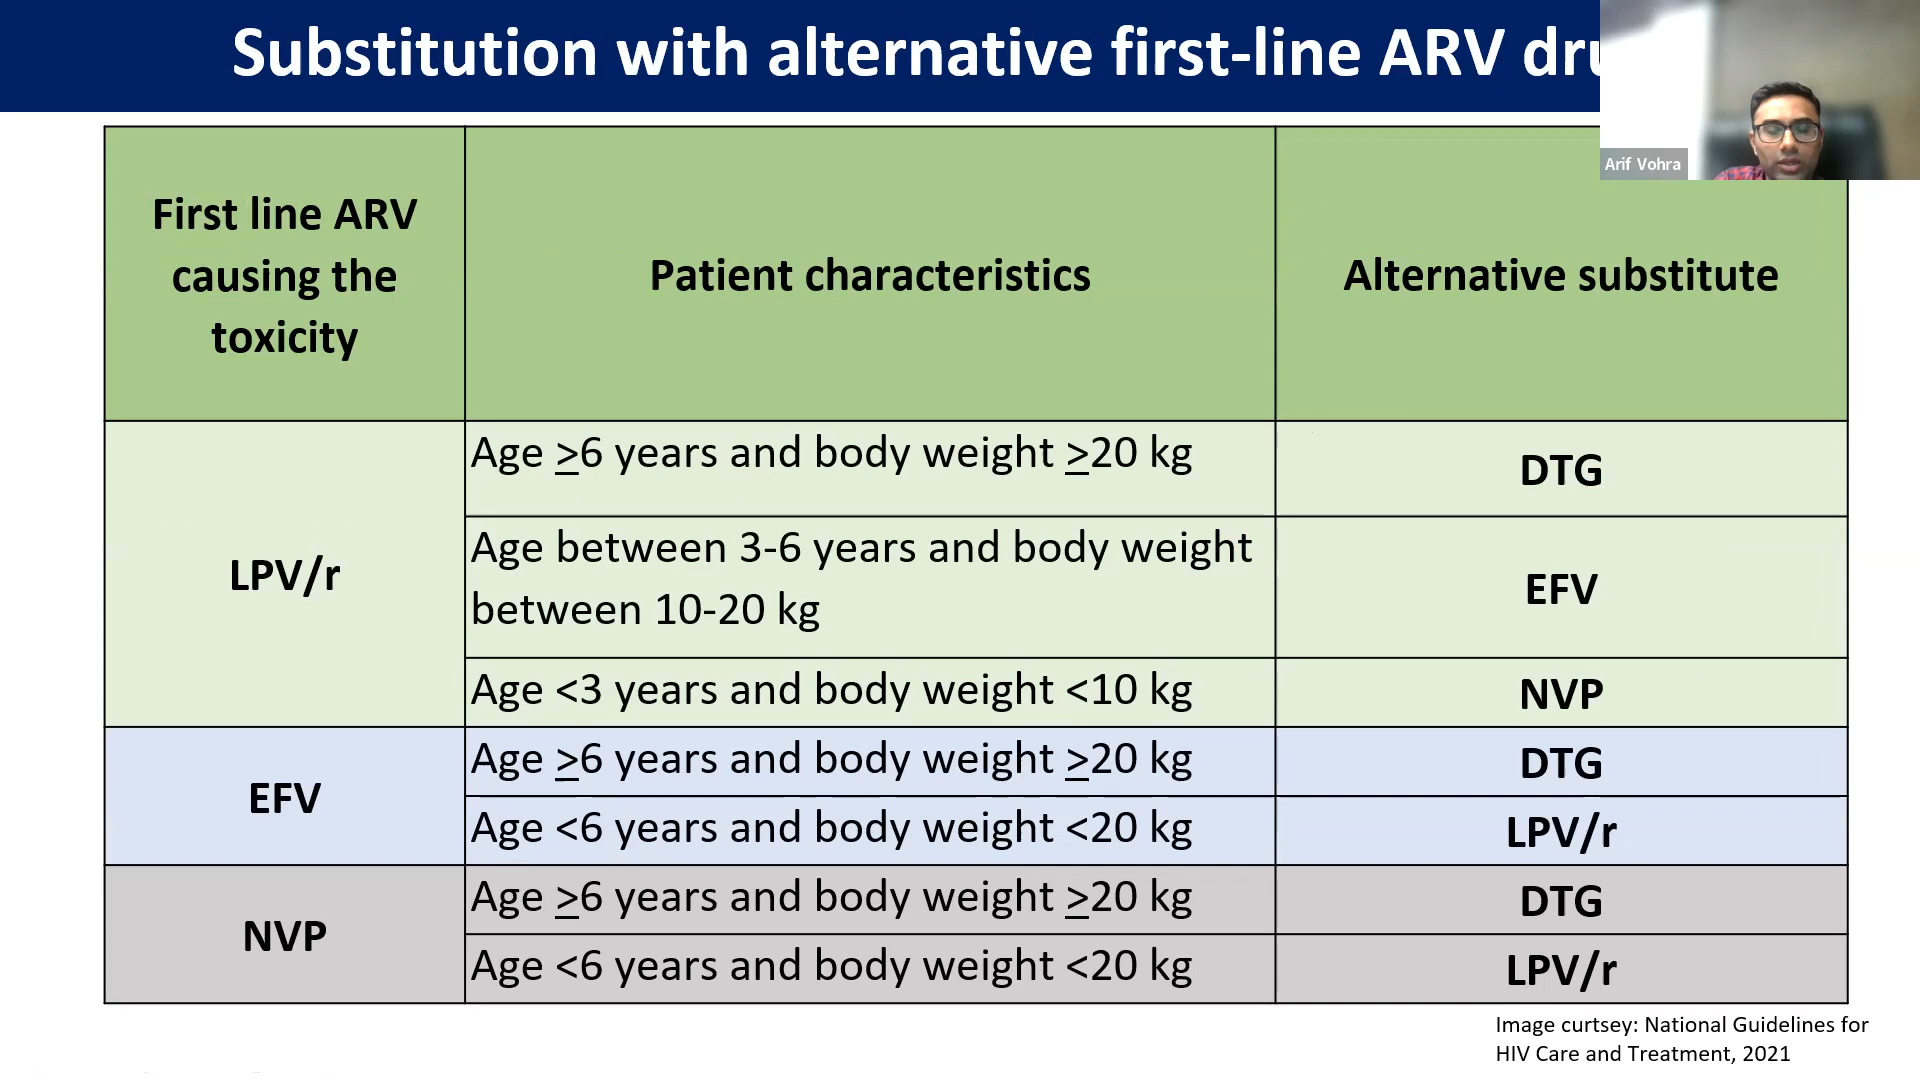 Substitution with alternative first-line ARV
Arif Vohra
First line ARV
causing the
toxicity
Patient characteristics
Alternative substitute
LPV/r
Age >6 years and body weight >20 kg
DTG
Age between 3-6 years and body weight
between 10-20 kg
EFV
Age <3 years and body weight <10 kg
NVP
EFV
Age >6 years and body weight >20 kg
DTG
Age <6 years and body weight <20 kg
LPV/r
NVP
Age >6 years and body weight >20 kg
DTG
Age <6 years and body weight <20 kg
LPV/r
Image curtsey: National Guidelines for
HIV Care and Treatment, 2021